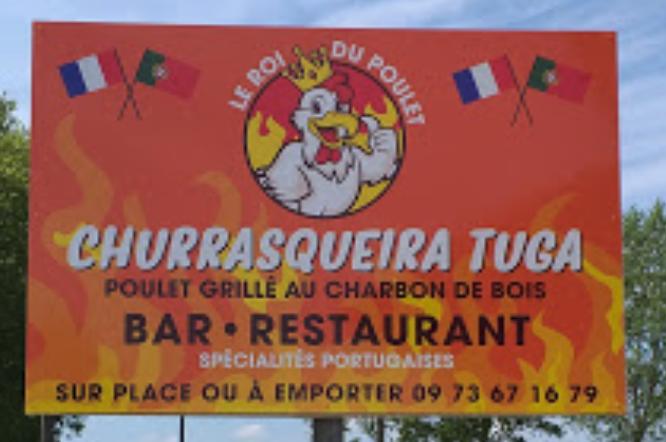 LE ROI DU POULET
CHURRASQUEIRA TUGA
POULET GRILLÉ AU CHARBON DE BOIS
BAR • RESTAURANT
SPÉCIALITÉS PORTUGAISES
SUR PLACE OU À EMPORTER 09 73 67 16 79